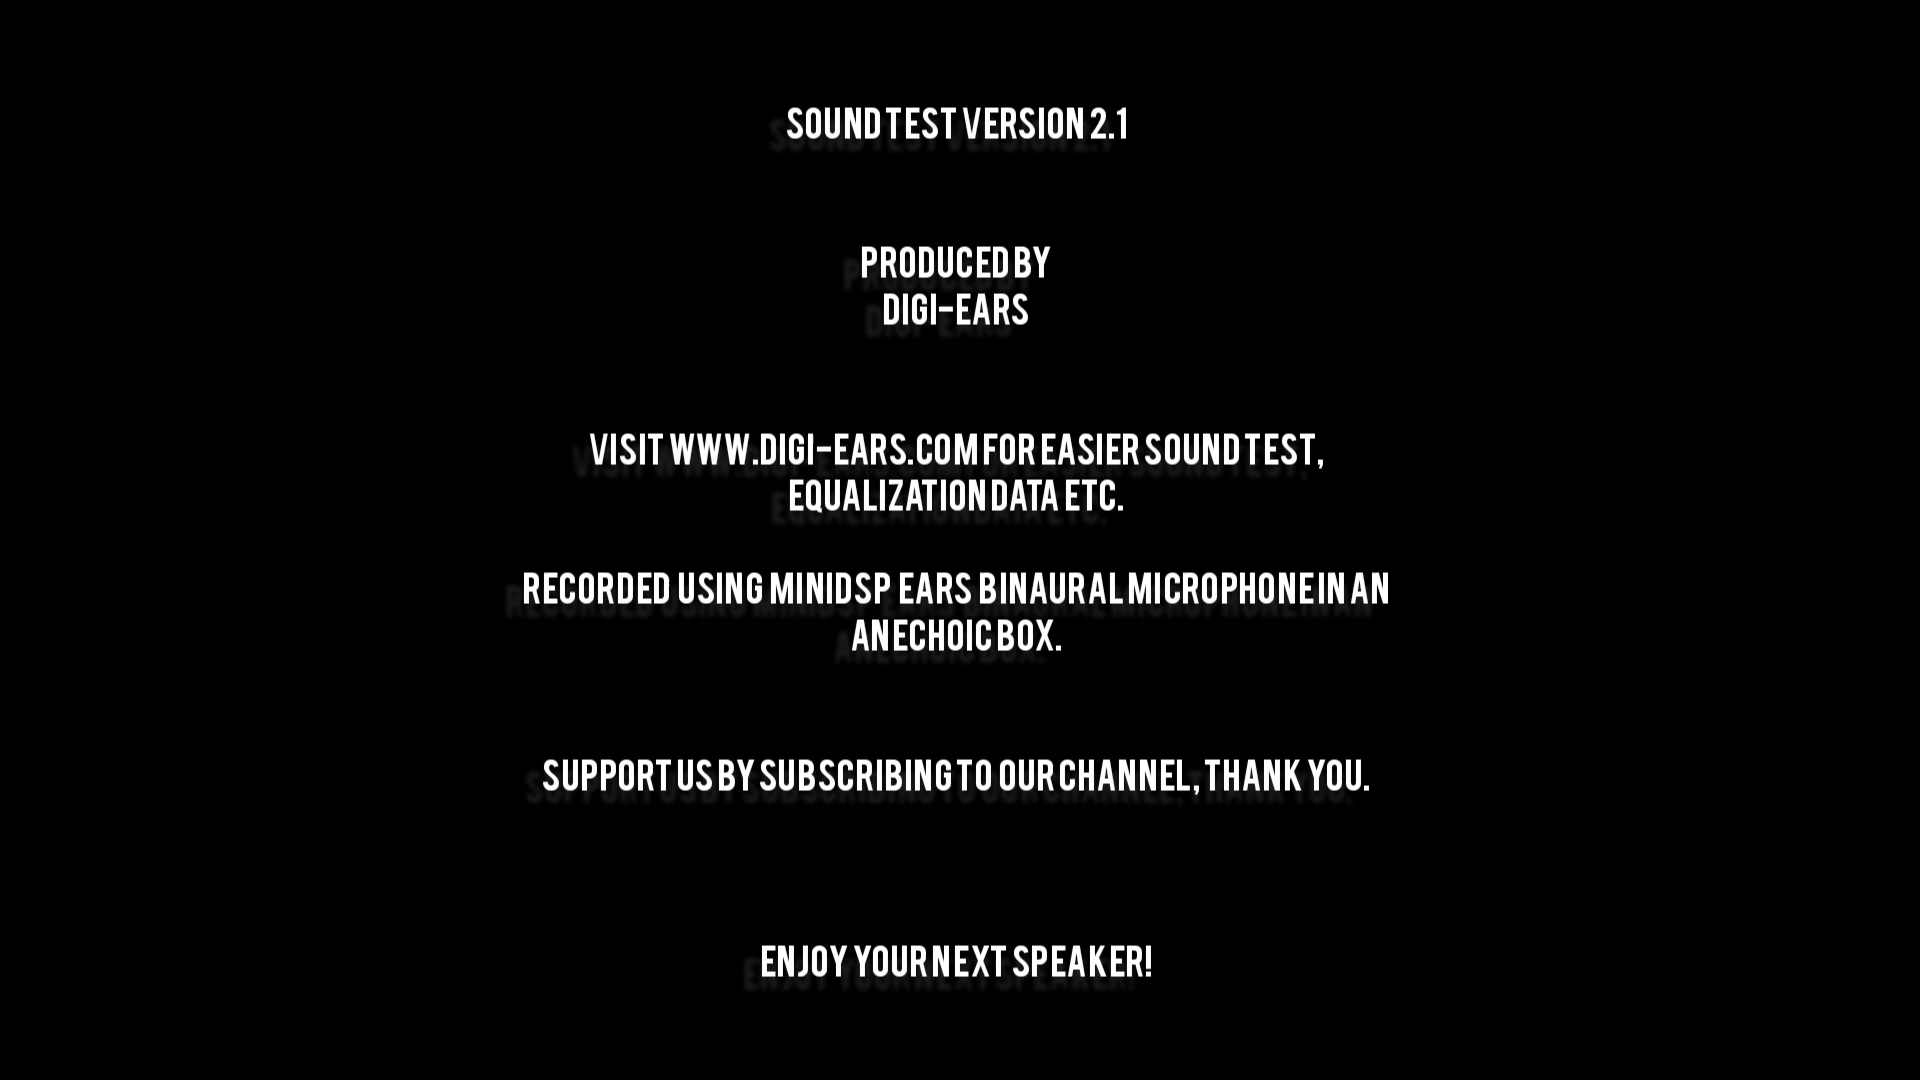 SOUND TEST VERSION 2.1
PRODUCED BY
DIGI-EARS
VISIT WWW.DIGI-EARS.COM FOR EASIER SOUND TEST,
EQUALIZATION DATA ETC.
RECORDED USING MINIDSP EARS BINAURAL MICROPHONE IN AN
ANECHOIC BOX.
SUPPORT US BY SUBSCRIBING TO OUR CHANNEL, THANK YOU.
ENJOY YOUR NEXT SPEAKER!